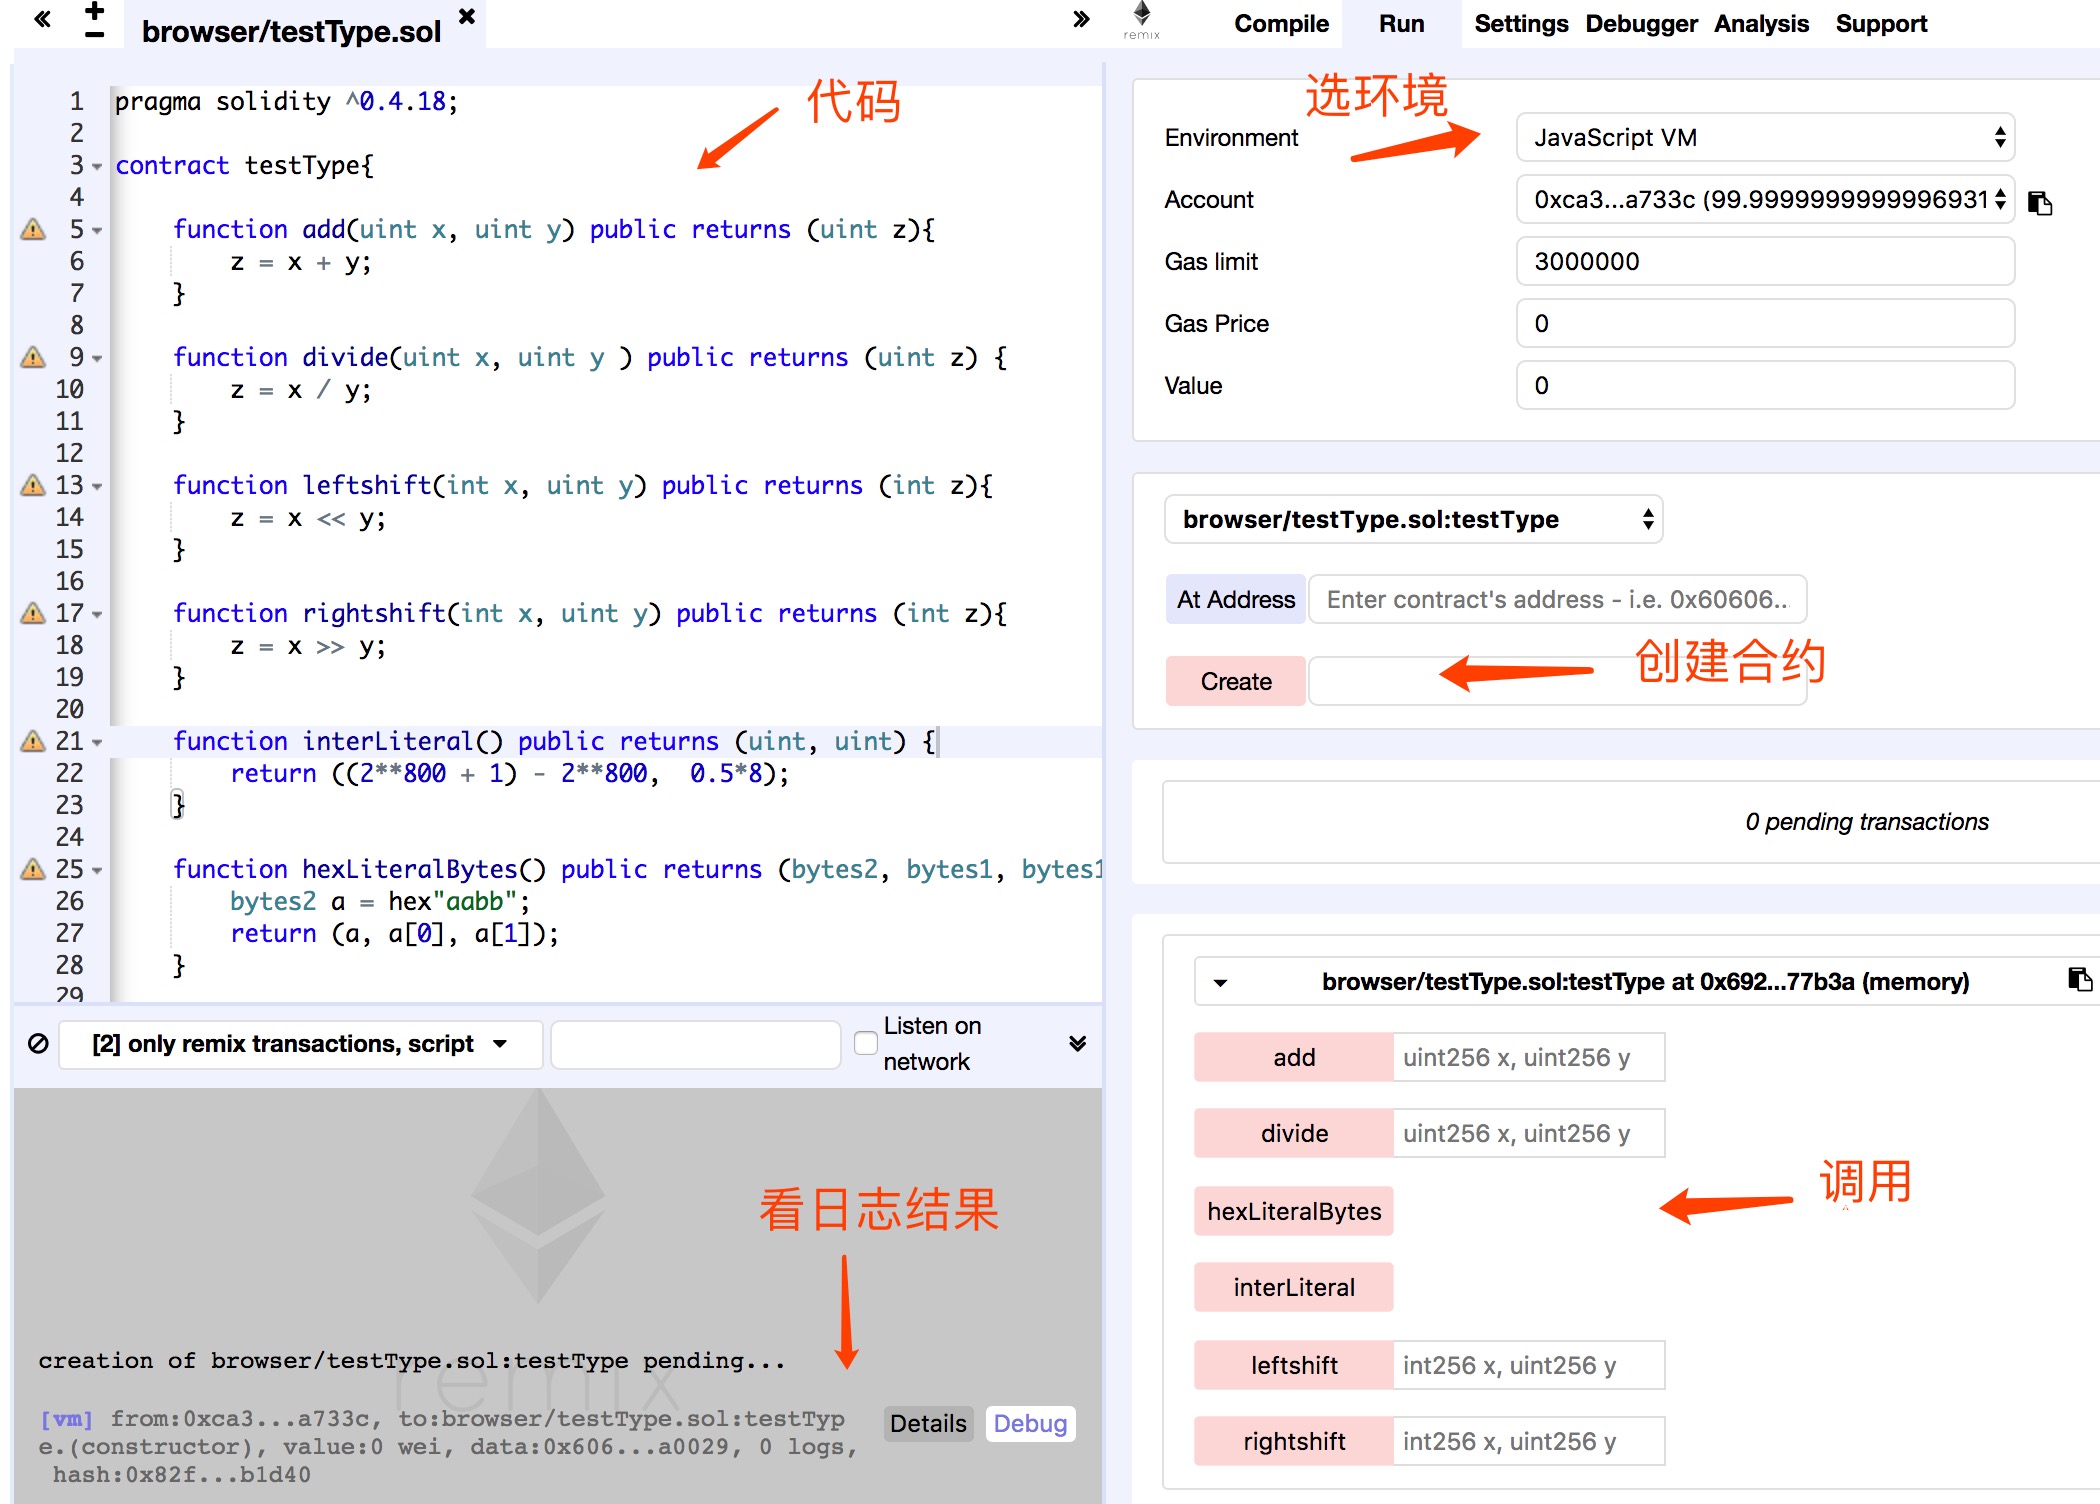 browser/testType.sol
remix
Compile
Run
Settings
Debugger
Analysis
Support
1 pragma solidity ^0.4.18;
2
3 contract testType{
4
5 function add(uint x, uint y) public returns (uint z){
6 z = x + y;
7 }
8
9 function divide(uint x, uint y ) public returns (uint z) {
10 z = x / y;
11 }
12
13 function leftshift(int x, uint y) public returns (int z){
14 z = x << y;
15 }
16
17 function rightshift(int x, uint y) public returns (int z){
18 z = x >> y;
19 }
20
21 function interLiteral() public returns (uint, uint) {
22 return ((2**800 + 1) - 2**800, 0.5*8);
23 }
24
25 function hexLiteralBytes() public returns (bytes2, bytes1, bytes1
26 bytes2 a = hex"aabb";
27 return (a, a[0], a[1]);
28 }
29
代码
[2] only remix transactions, script
Listen on
network
看日志结果
remix
creation of browser/testType.sol:testType pending...
[vm] from:0xca3...a733c, to:browser/testType.sol:testTyp
e.(constructor), value:0 wei, data:0x606...a0029, 0 logs,
hash:0x82f...b1d40
Details
Debug
选环境
Environment
JavaScript VM
Account
0xca3...a733c (99.9999999999996931
Gas limit
3000000
Gas Price
0
Value
0
browser/testType.sol:testType
At Address
Enter contract's address - i.e. 0x60606..
Create
创建合约
0 pending transactions
browser/testType.sol:testType at 0x692...77b3a (memory)
add
uint256 x, uint256 y
divide
uint256 x, uint256 y
调用
hexLiteralBytes
interLiteral
leftshift
int256 x, uint256 y
rightshift
int256 x, uint256 y